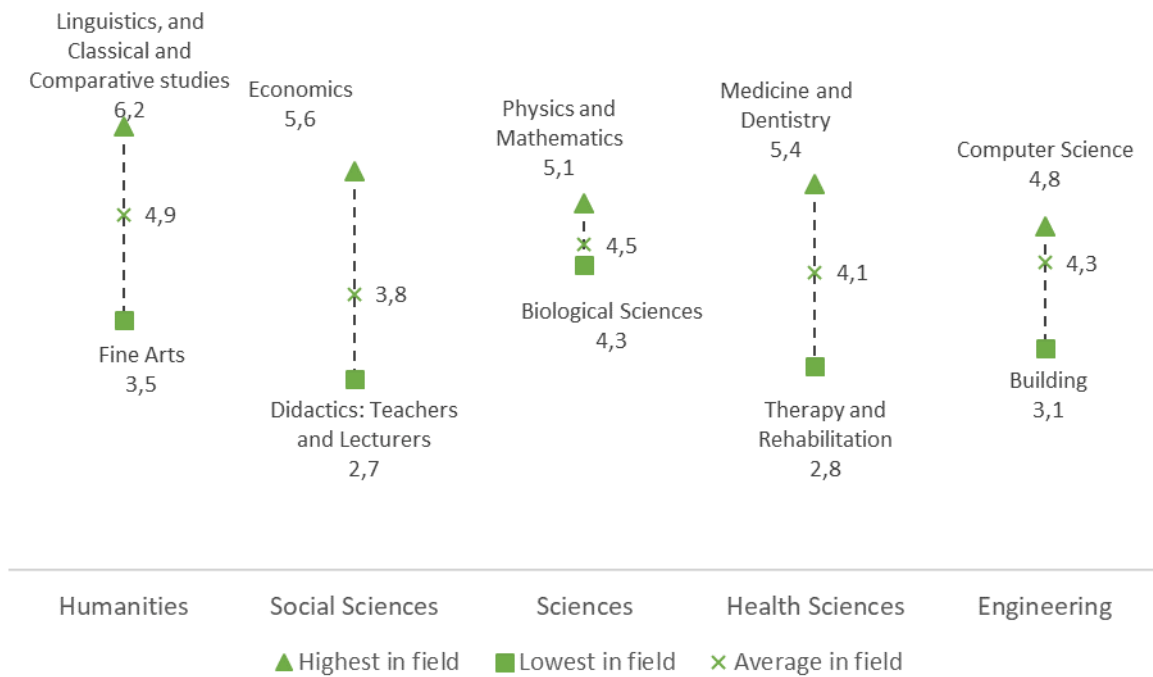 Linguistics, and
Classical and
Comparative studies
6,2
4,9
Fine Arts
3,5
Economics
5,6
3,8
Didactics: Teachers
and Lecturers
2,7
Physics and
Mathematics
5,1
4,5
Biological Sciences
4,3
Medicine and
Dentistry
5,4
4,1
Therapy and
Rehabilitation
2,8
Computer Science
4,8
4,3
Building
3,1
Humanities
Social Sciences
Sciences
Health Sciences
Engineering
Highest in field
Lowest in field
Average in field